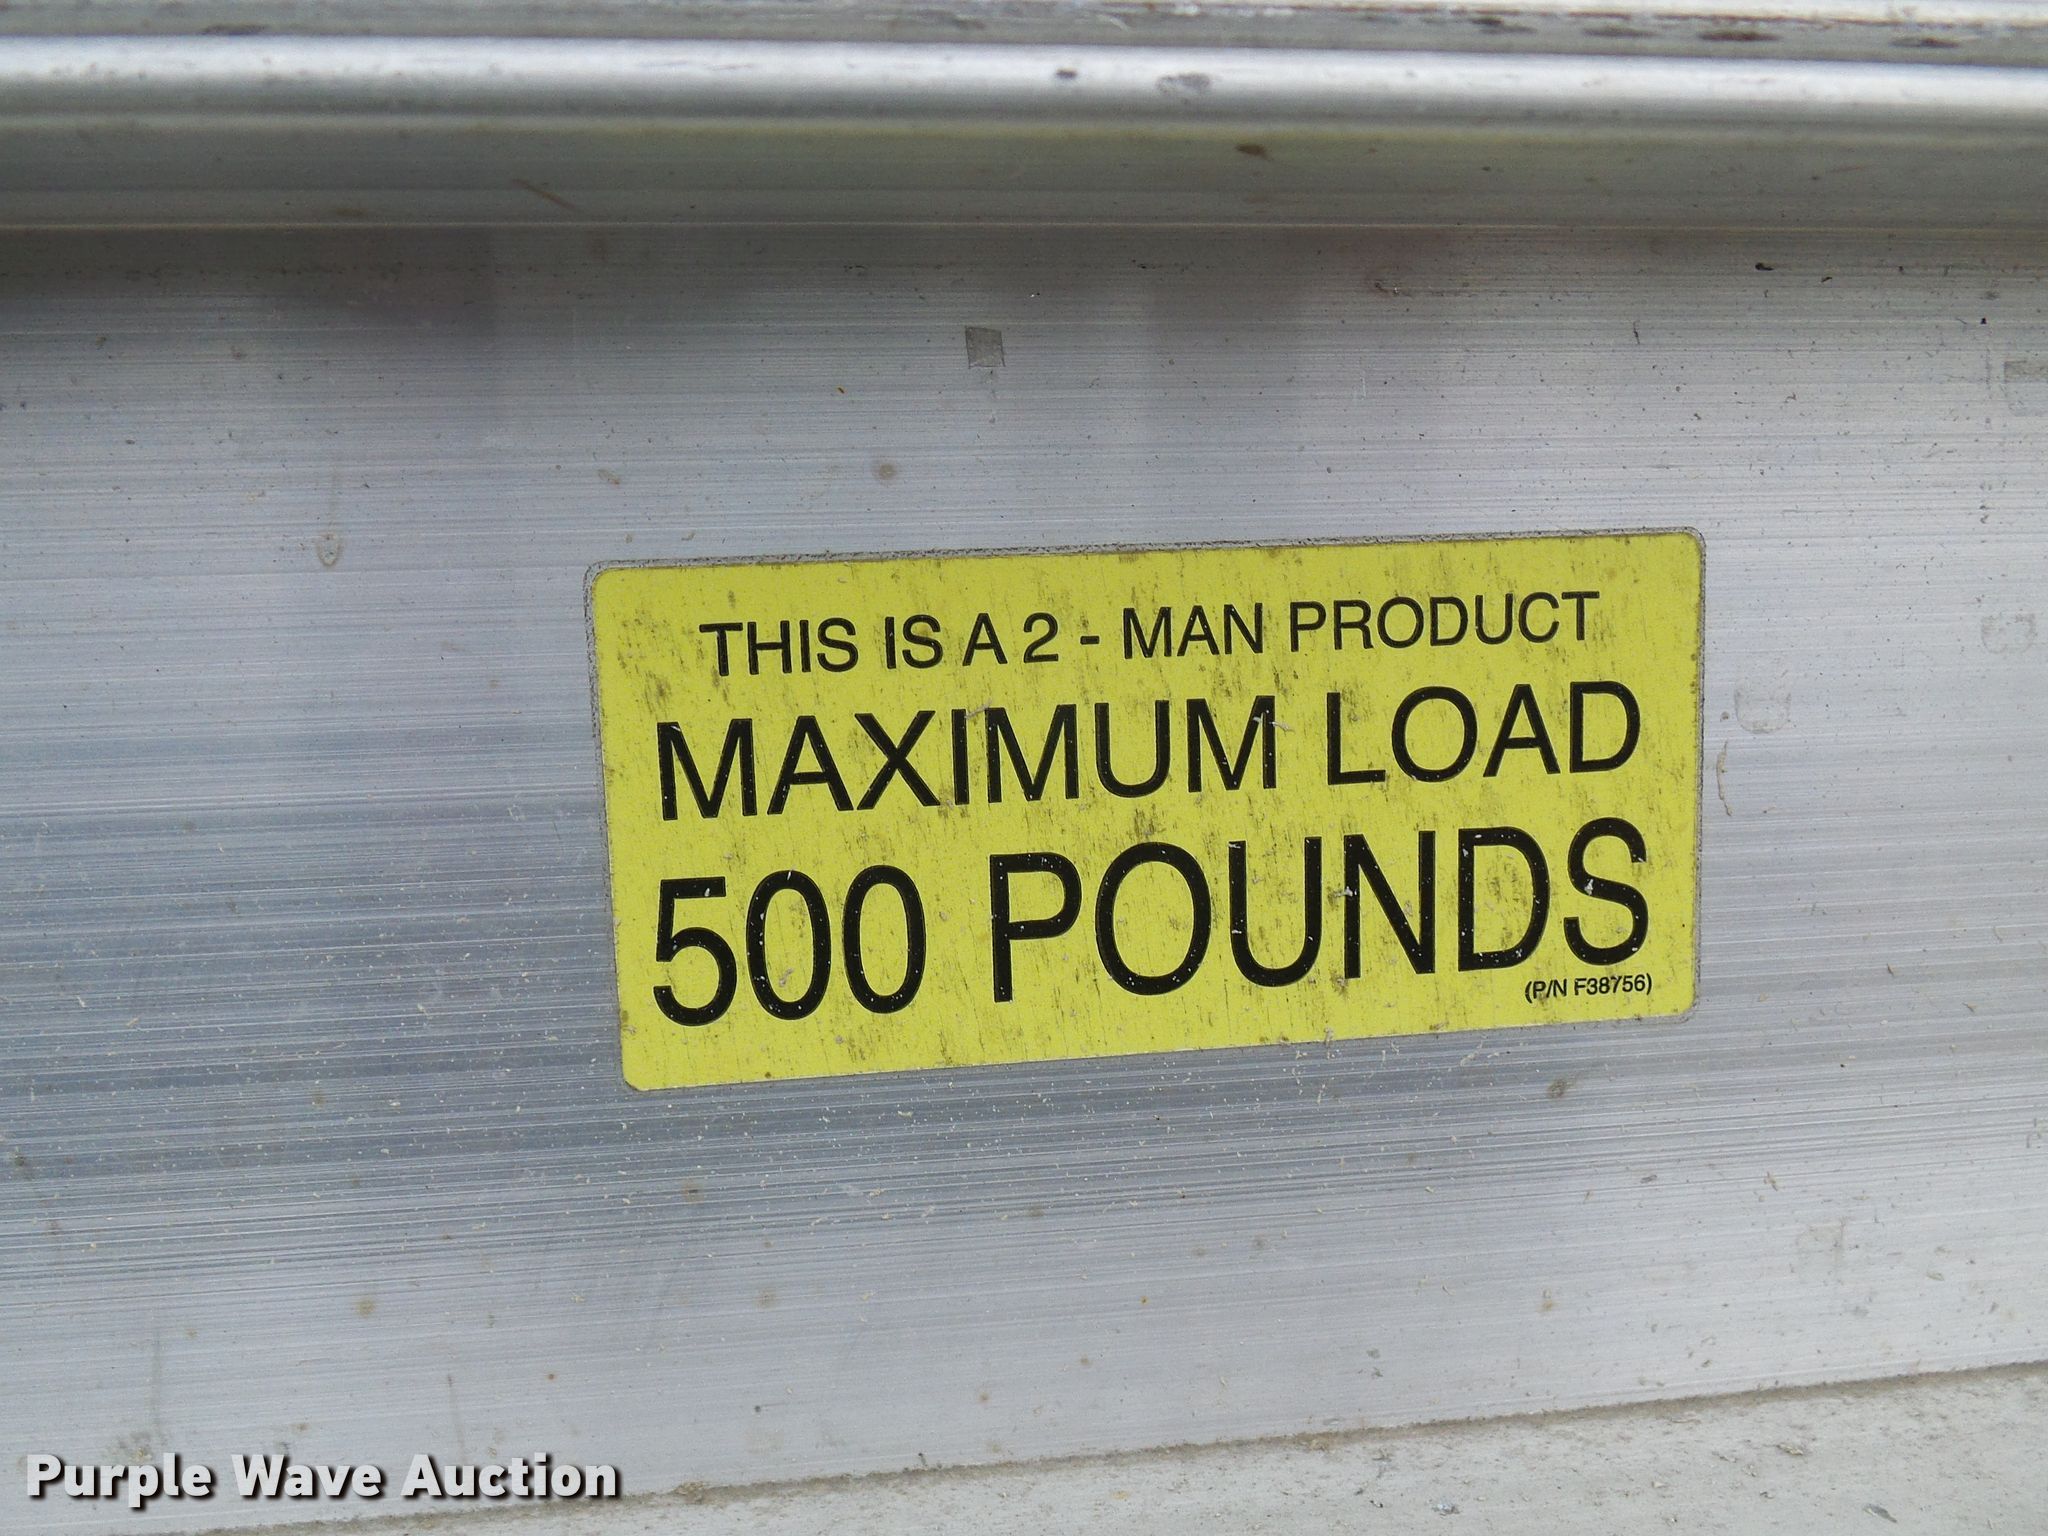 THIS IS A 2 - MAN PRODUCT
MAXIMUM LOAD
500 POUNDS
(P/N F38756)
Purple Wave Auction